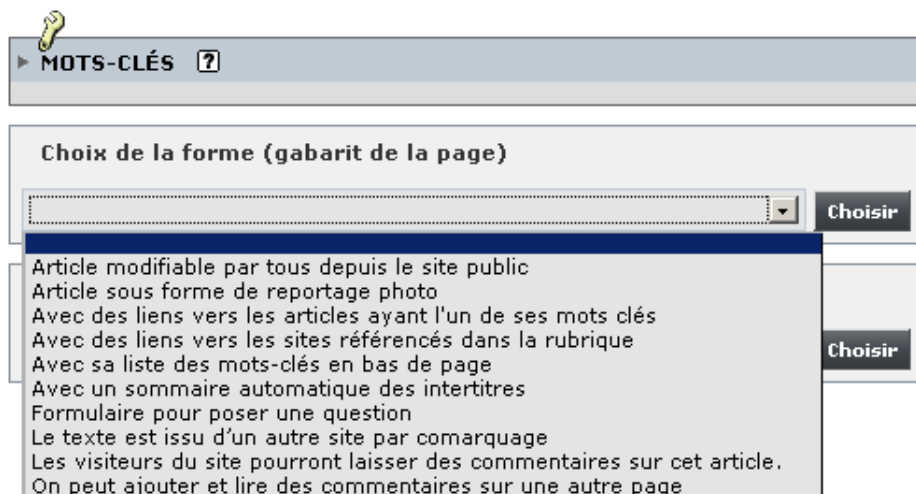 MOTS-CLÉS ?
Choix de la forme (gabarit de la page)
Choisir
Article modifiable par tous depuis le site public
Article sous forme de reportage photo
Avec des liens vers les articles ayant l'un de ses mots clés
Avec des liens vers les sites référencés dans la rubrique
Choisir
Avec sa liste des mots-clés en bas de page
Avec un sommaire automatique des intertitres
Formulaire pour poser une question
Le texte est issu d'un autre site par comarquage
Les visiteurs du site pourront laisser des commentaires sur cet article.
On peut ajouter et lire des commentaires sur une autre page